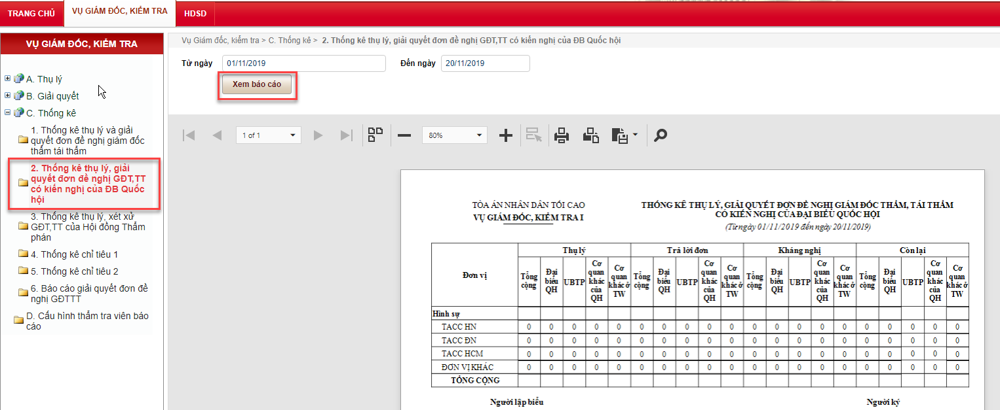 TRANG CHỦ
VỤ GIÁM ĐỐC, KIỂM TRA
HDSD
VỤ GIÁM ĐỐC, KIỂM TRA
A. Thụ lý
B. Giải quyết
C. Thống kê
1. Thống kê thụ lý và giải
quyết đơn đề nghị giám đốc
thẩm tái thẩm
2. Thống kê thụ lý, giải
quyết đơn đề nghị GĐT,TT
có kiến nghị của ĐB Quốc
hội
3. Thống kê thụ lý, xét xử
GĐT,TT của Hội đồng Thẩm
phán
4. Thống kê chỉ tiêu 1
5. Thống kê chỉ tiêu 2
6. Báo cáo giải quyết đơn đề
nghị GĐTTT
D. Cấu hình thẩm tra viên báo
cáo
Vụ Giám đốc, kiểm tra > C. Thống kê > 2. Thống kê thụ lý, giải quyết đơn đề nghị GĐT,TT có kiến nghị của ĐB Quốc hội
Từ ngày 01/11/2019 Đến ngày 20/11/2019
Xem báo cáo
1 of 1 80%
TÒA ÁN NHÂN DÂN TỐI CAO
VỤ GIÁM ĐỐC, KIỂM TRA I
THỐNG KÊ THỤ LÝ, GIẢI QUYẾT ĐƠN ĐỀ NGHỊ GIÁM ĐỐC THẨM, TÁI THẨM
CÓ KIẾN NGHỊ CỦA ĐẠI BIỂU QUỐC HỘI
(Từ ngày 01/11/2019 đến ngày 20/11/2019)
Đơn vị Thụ lý Trả lời đơn Kháng nghị Còn lại
Tổng cộng Đại biểu QH UBTP Cơ quan khác của QH Cơ quan khác ở TW Tổng cộng Đại biểu QH UBTP Cơ quan khác của QH Cơ quan khác ở TW Tổng cộng Đại biểu QH UBTP Cơ quan khác của QH Cơ quan khác ở TW Tổng cộng Đại biểu QH UBTP Cơ quan khác của QH Cơ quan khác ở TW
Hình sự
TACC HN 0 0 0 0 0 0 0 0 0 0 0 0 0 0 0 0 0 0 0 0
TACC ĐN 0 0 0 0 0 0 0 0 0 0 0 0 0 0 0 0 0 0 0 0
TACC HCM 0 0 0 0 0 0 0 0 0 0 0 0 0 0 0 0 0 0 0 0
ĐƠN VỊ KHÁC 0 0 0 0 0 0 0 0 0 0 0 0 0 0 0 0 0 0 0 0
TỔNG CỘNG
Người lập biểu Người ký